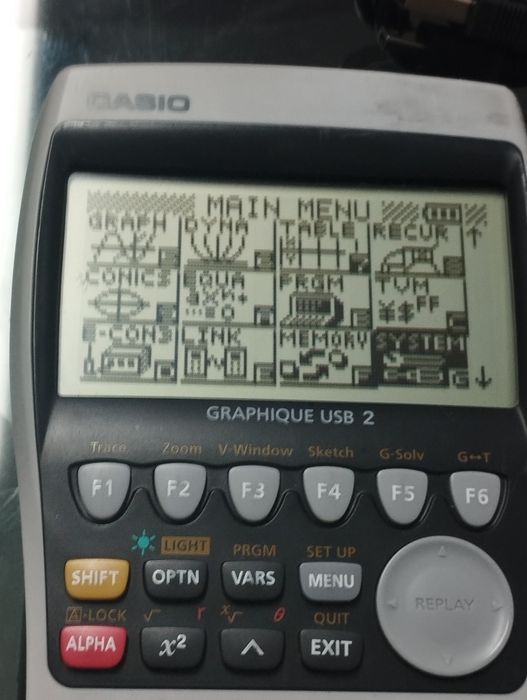 CASIO
MAIN MENU
GRAPH DYNA TABLE RECUR
CONICS EQUA PRGM TVM
E-CON3 LINK MEMORY SYSTEM
GRAPHIQUE USB 2
Trace Zoom V-Window Sketch G-Solv G↔T
F1 F2 F3 F4 F5 F6
LIGHT PRGM SET UP
SHIFT OPTN VARS MENU
REPLAY
A-LOCK √ r ˣ√ θ QUIT
ALPHA x² ^ EXIT